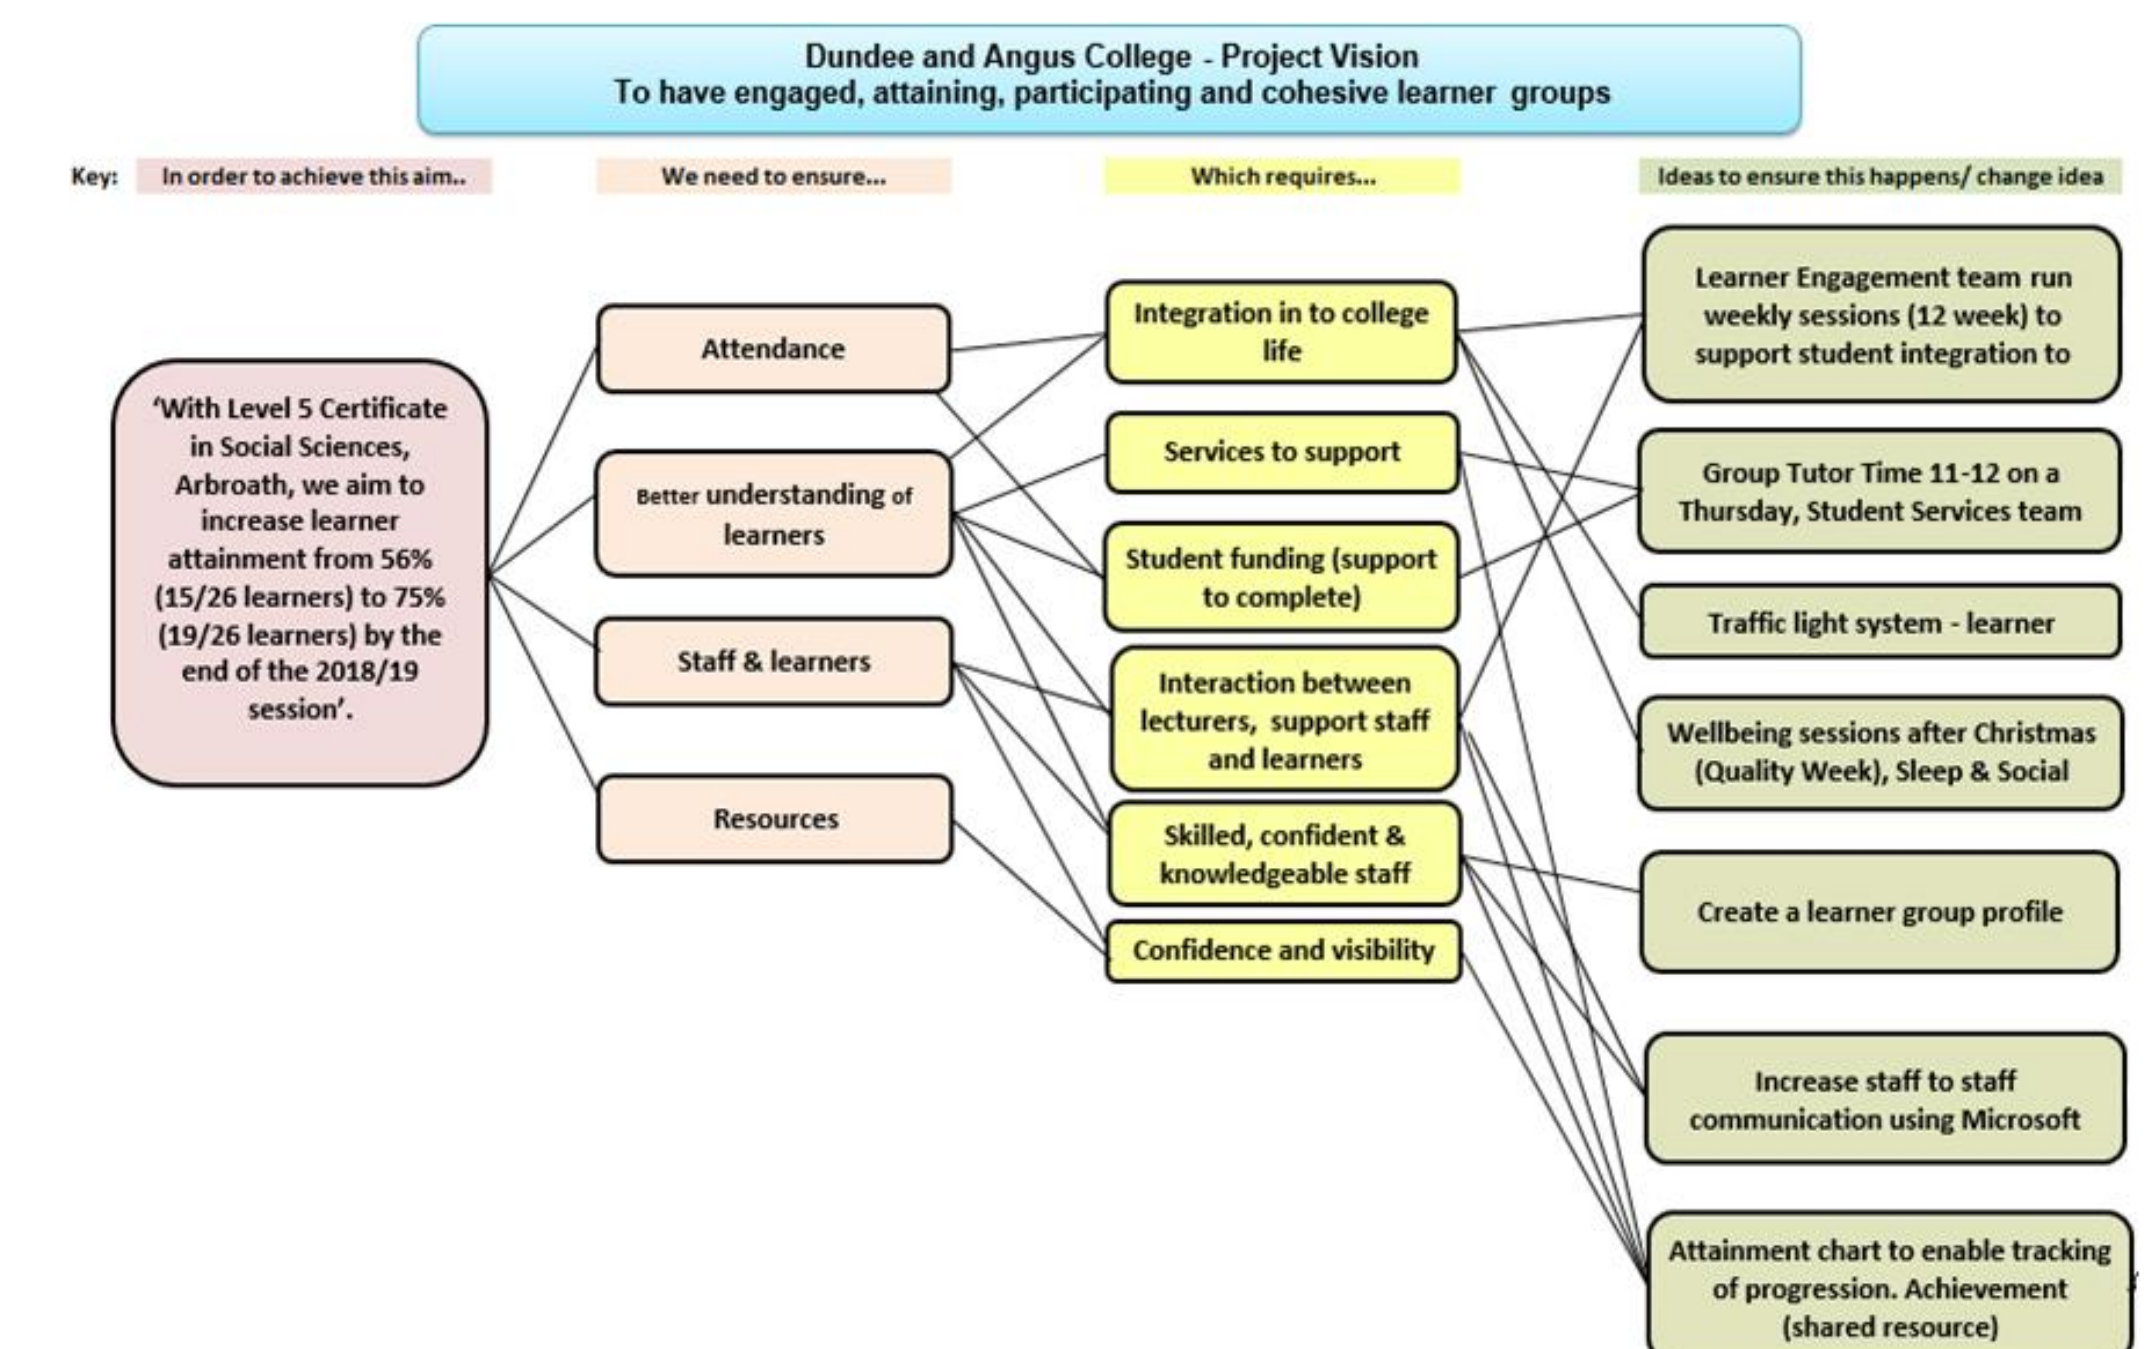 Dundee and Angus College - Project Vision
To have engaged, attaining, participating and cohesive learner groups
Key:
In order to achieve this aim..
We need to ensure...
Which requires...
Ideas to ensure this happens/ change idea
‘With Level 5 Certificate
in Social Sciences,
Arbroath, we aim to
increase learner
attainment from 56%
(15/26 learners) to 75%
(19/26 learners) by the
end of the 2018/19
session’.
Attendance
Better understanding of
learners
Staff & learners
Resources
Integration in to college
life
Services to support
Student funding (support
to complete)
Interaction between
lecturers, support staff
and learners
Skilled, confident &
knowledgeable staff
Confidence and visibility
Learner Engagement team run
weekly sessions (12 week) to
support student integration to
Group Tutor Time 11-12 on a
Thursday, Student Services team
Traffic light system - learner
Wellbeing sessions after Christmas
(Quality Week), Sleep & Social
Create a learner group profile
Increase staff to staff
communication using Microsoft
Attainment chart to enable tracking
of progression. Achievement
(shared resource)